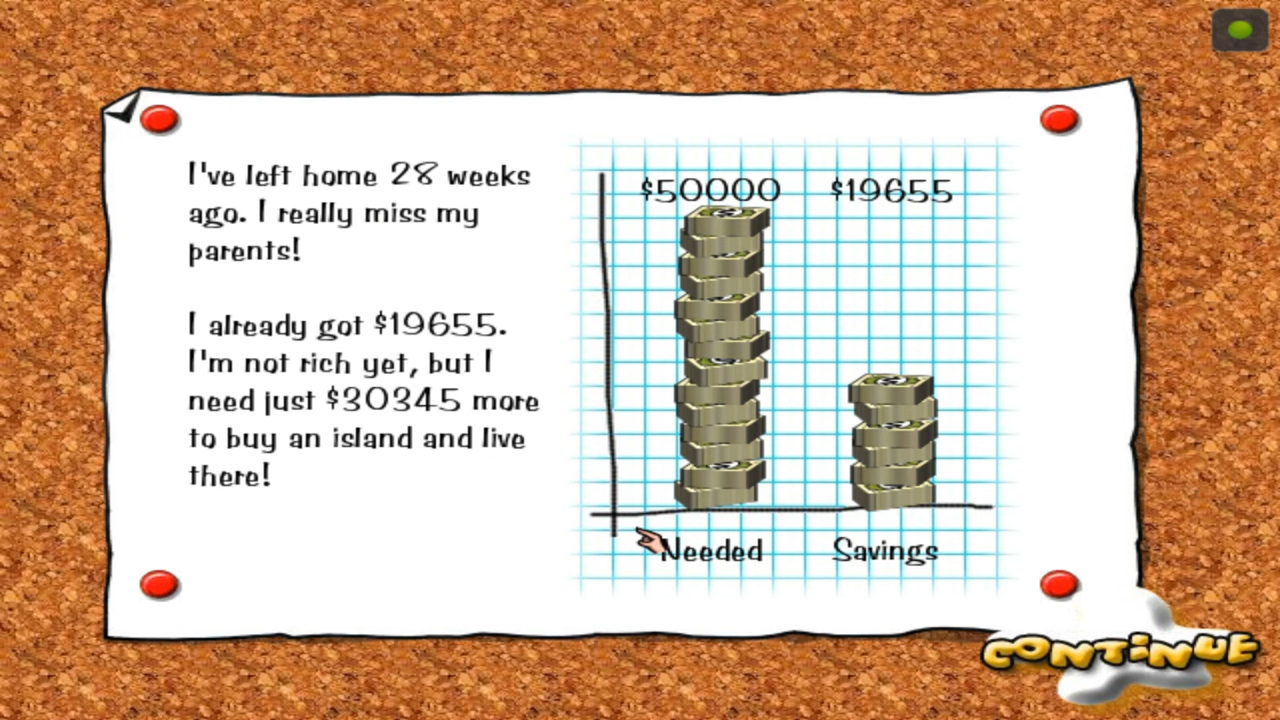 I've left home 28 weeks
ago. I really miss my
parents!
I already got $19655.
I'm not rich yet, but I
need just $30345 more
to buy an island and live
there!
$50000 $19655
Needed Savings
CONTINUE